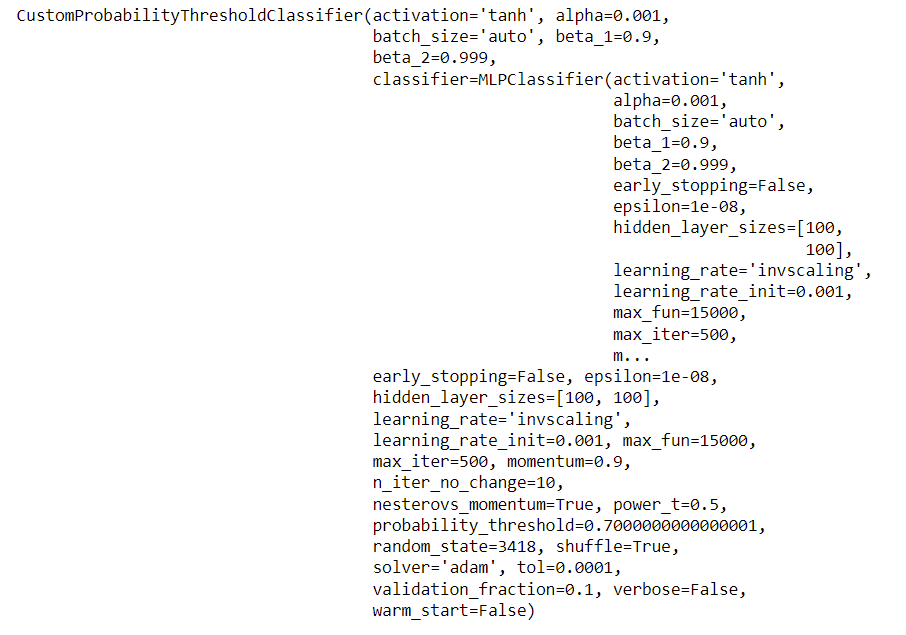 CustomProbabilityThresholdClassifier(activation='tanh', alpha=0.001,
batch_size='auto', beta_1=0.9,
beta_2=0.999,
classifier=MLPClassifier(activation='tanh',
alpha=0.001,
batch_size='auto',
beta_1=0.9,
beta_2=0.999,
early_stopping=False,
epsilon=1e-08,
hidden_layer_sizes=[100,
100],
learning_rate='invscaling',
learning_rate_init=0.001,
max_fun=15000,
max_iter=500,
m...
early_stopping=False, epsilon=1e-08,
hidden_layer_sizes=[100, 100],
learning_rate='invscaling',
learning_rate_init=0.001, max_fun=15000,
max_iter=500, momentum=0.9,
n_iter_no_change=10,
nesterovs_momentum=True, power_t=0.5,
probability_threshold=0.7000000000000001,
random_state=3418, shuffle=True,
solver='adam', tol=0.0001,
validation_fraction=0.1, verbose=False,
warm_start=False)